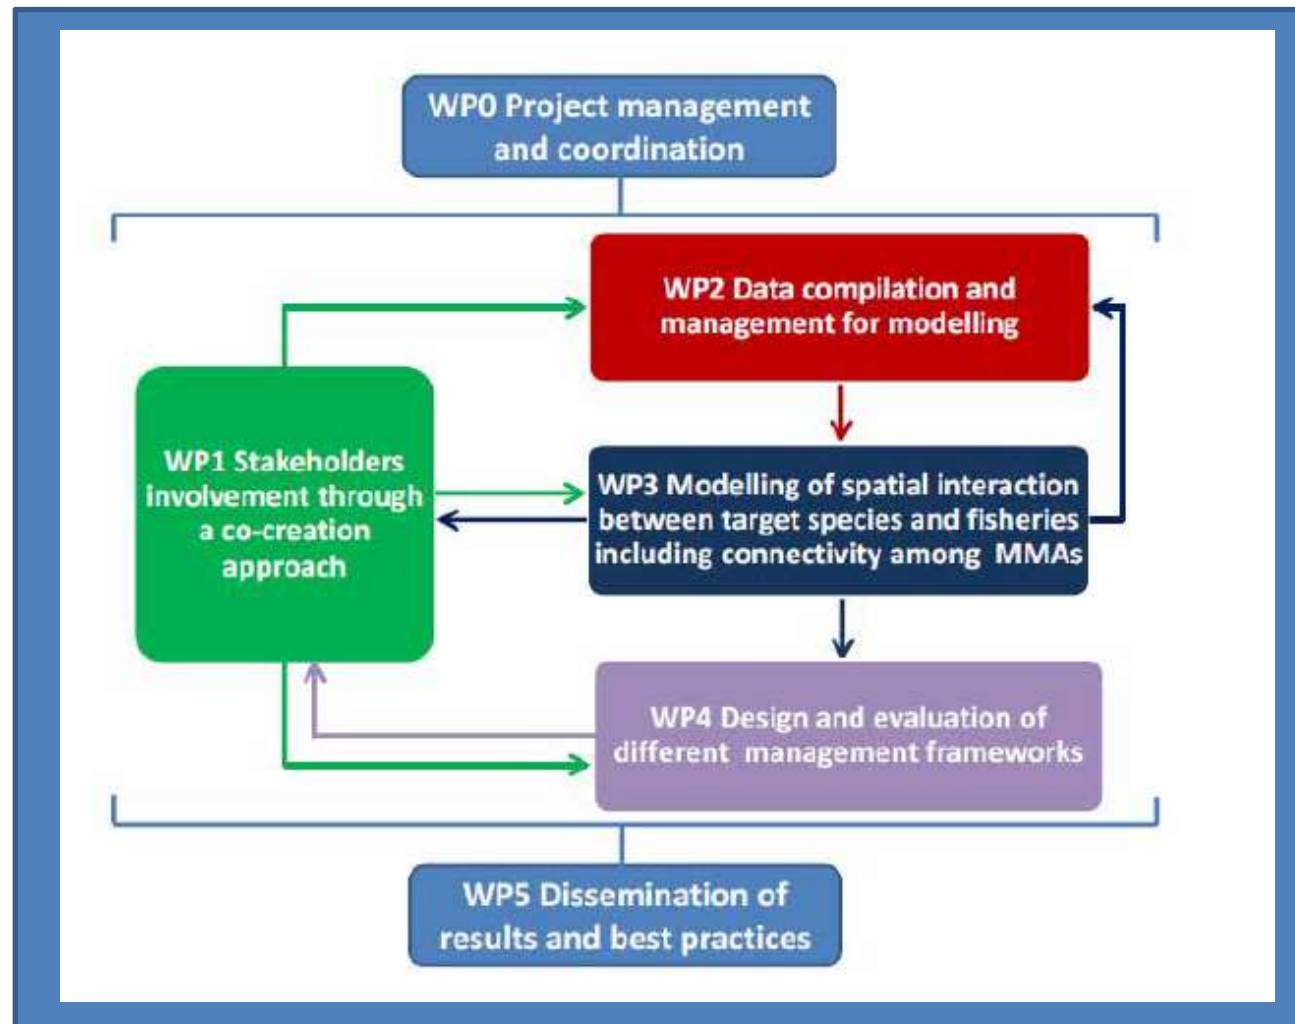 WP0 Project management
and coordination
WP2 Data compilation and
management for modelling
WP1 Stakeholders
involvement through
a co-creation
approach
WP3 Modelling of spatial interaction
between target species and fisheries
including connectivity among MMAs
WP4 Design and evaluation of
different management frameworks
WP5 Dissemination of
results and best practices